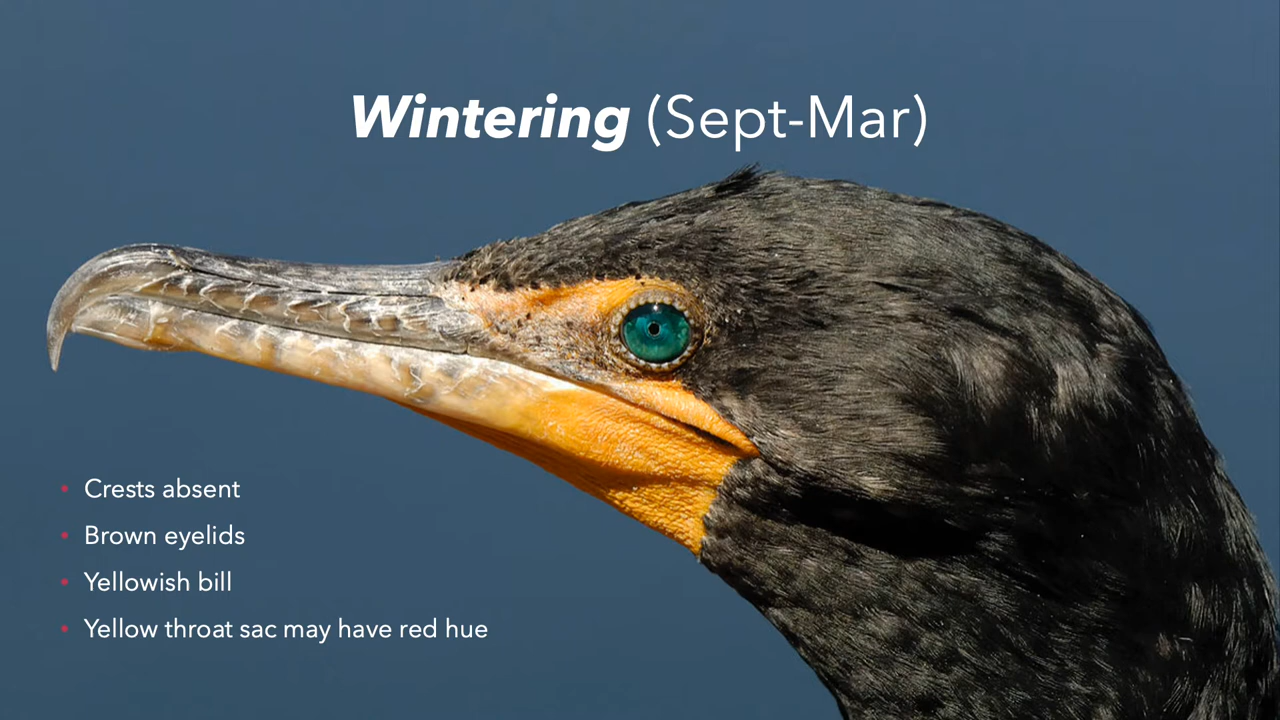 Wintering (Sept-Mar)
• Crests absent
• Brown eyelids
• Yellowish bill
• Yellow throat sac may have red hue